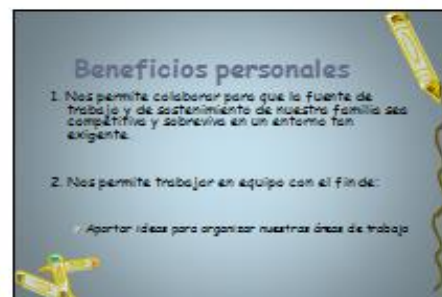 Beneficios personales
1. Nos permite colaborar para que la fuente de
trabajo y de sostenimiento de nuestra familia sea
competitiva y sobreviva en un entorno tan
exigente.
2. Nos permite trabajar en equipo con el fin de:
✓ Aportar ideas para organizar nuestras áreas de trabajo